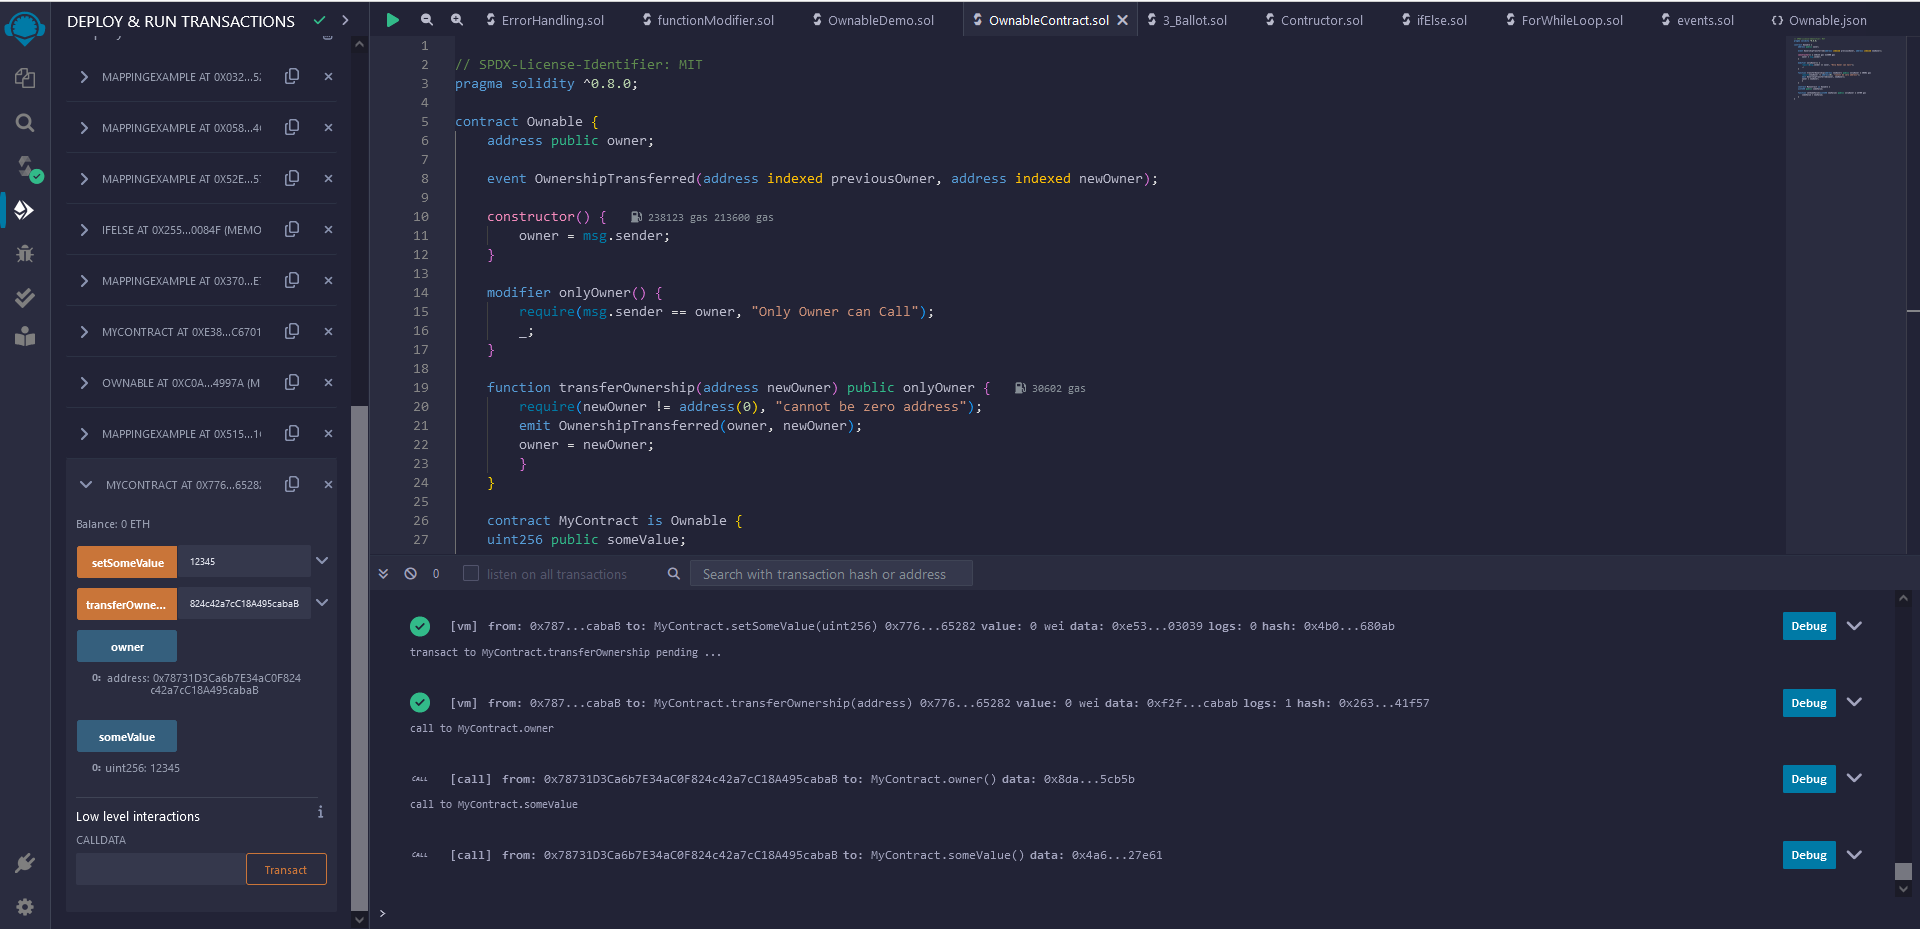 DEPLOY & RUN TRANSACTIONS
MAPPINGEXAMPLE AT 0X032...5
MAPPINGEXAMPLE AT 0X058...4
MAPPINGEXAMPLE AT 0X52E...5
IFELSE AT 0X255...0084F (MEMO
MAPPINGEXAMPLE AT 0X370...E
MYCONTRACT AT 0XE38...C6701
OWNABLE AT 0XC0A...4997A (M
MAPPINGEXAMPLE AT 0X515...1
MYCONTRACT AT 0X776...6528
Balance: 0 ETH
setSomeValue 12345
transferOwne... 824c42a7cC18A495cabaB
owner
0: address: 0x78731D3Ca6b7E34aC0F824
c42a7cC18A495cabaB
someValue
0: uint256: 12345
Low level interactions
i
CALLDATA
Transact
ErrorHandling.sol functionModifier.sol OwnableDemo.sol OwnableContract.sol 3_Ballot.sol Contructor.sol ifElse.sol ForWhileLoop.sol events.sol Ownable.json
1
2 // SPDX-License-Identifier: MIT
3 pragma solidity ^0.8.0;
4
5 contract Ownable {
6 address public owner;
7
8 event OwnershipTransferred(address indexed previousOwner, address indexed newOwner);
9
10 constructor() { 238123 gas 213600 gas
11 owner = msg.sender;
12 }
13
14 modifier onlyOwner() {
15 require(msg.sender == owner, "Only Owner can Call");
16 _;
17 }
18
19 function transferOwnership(address newOwner) public onlyOwner { 30602 gas
20 require(newOwner != address(0), "cannot be zero address");
21 emit OwnershipTransferred(owner, newOwner);
22 owner = newOwner;
23 }
24 }
25
26 contract MyContract is Ownable {
27 uint256 public someValue;
0 listen on all transactions Search with transaction hash or address
[vm] from: 0x787...cabaB to: MyContract.setSomeValue(uint256) 0x776...65282 value: 0 wei data: 0xe53...03039 logs: 0 hash: 0x4b0...680ab Debug
transact to MyContract.transferOwnership pending ...
[vm] from: 0x787...cabaB to: MyContract.transferOwnership(address) 0x776...65282 value: 0 wei data: 0xf2f...cabab logs: 1 hash: 0x263...41f57 Debug
call to MyContract.owner
CALL [call] from: 0x78731D3Ca6b7E34aC0F824c42a7cC18A495cabaB to: MyContract.owner() data: 0x8da...5cb5b Debug
call to MyContract.someValue
CALL [call] from: 0x78731D3Ca6b7E34aC0F824c42a7cC18A495cabaB to: MyContract.someValue() data: 0x4a6...27e61 Debug
>